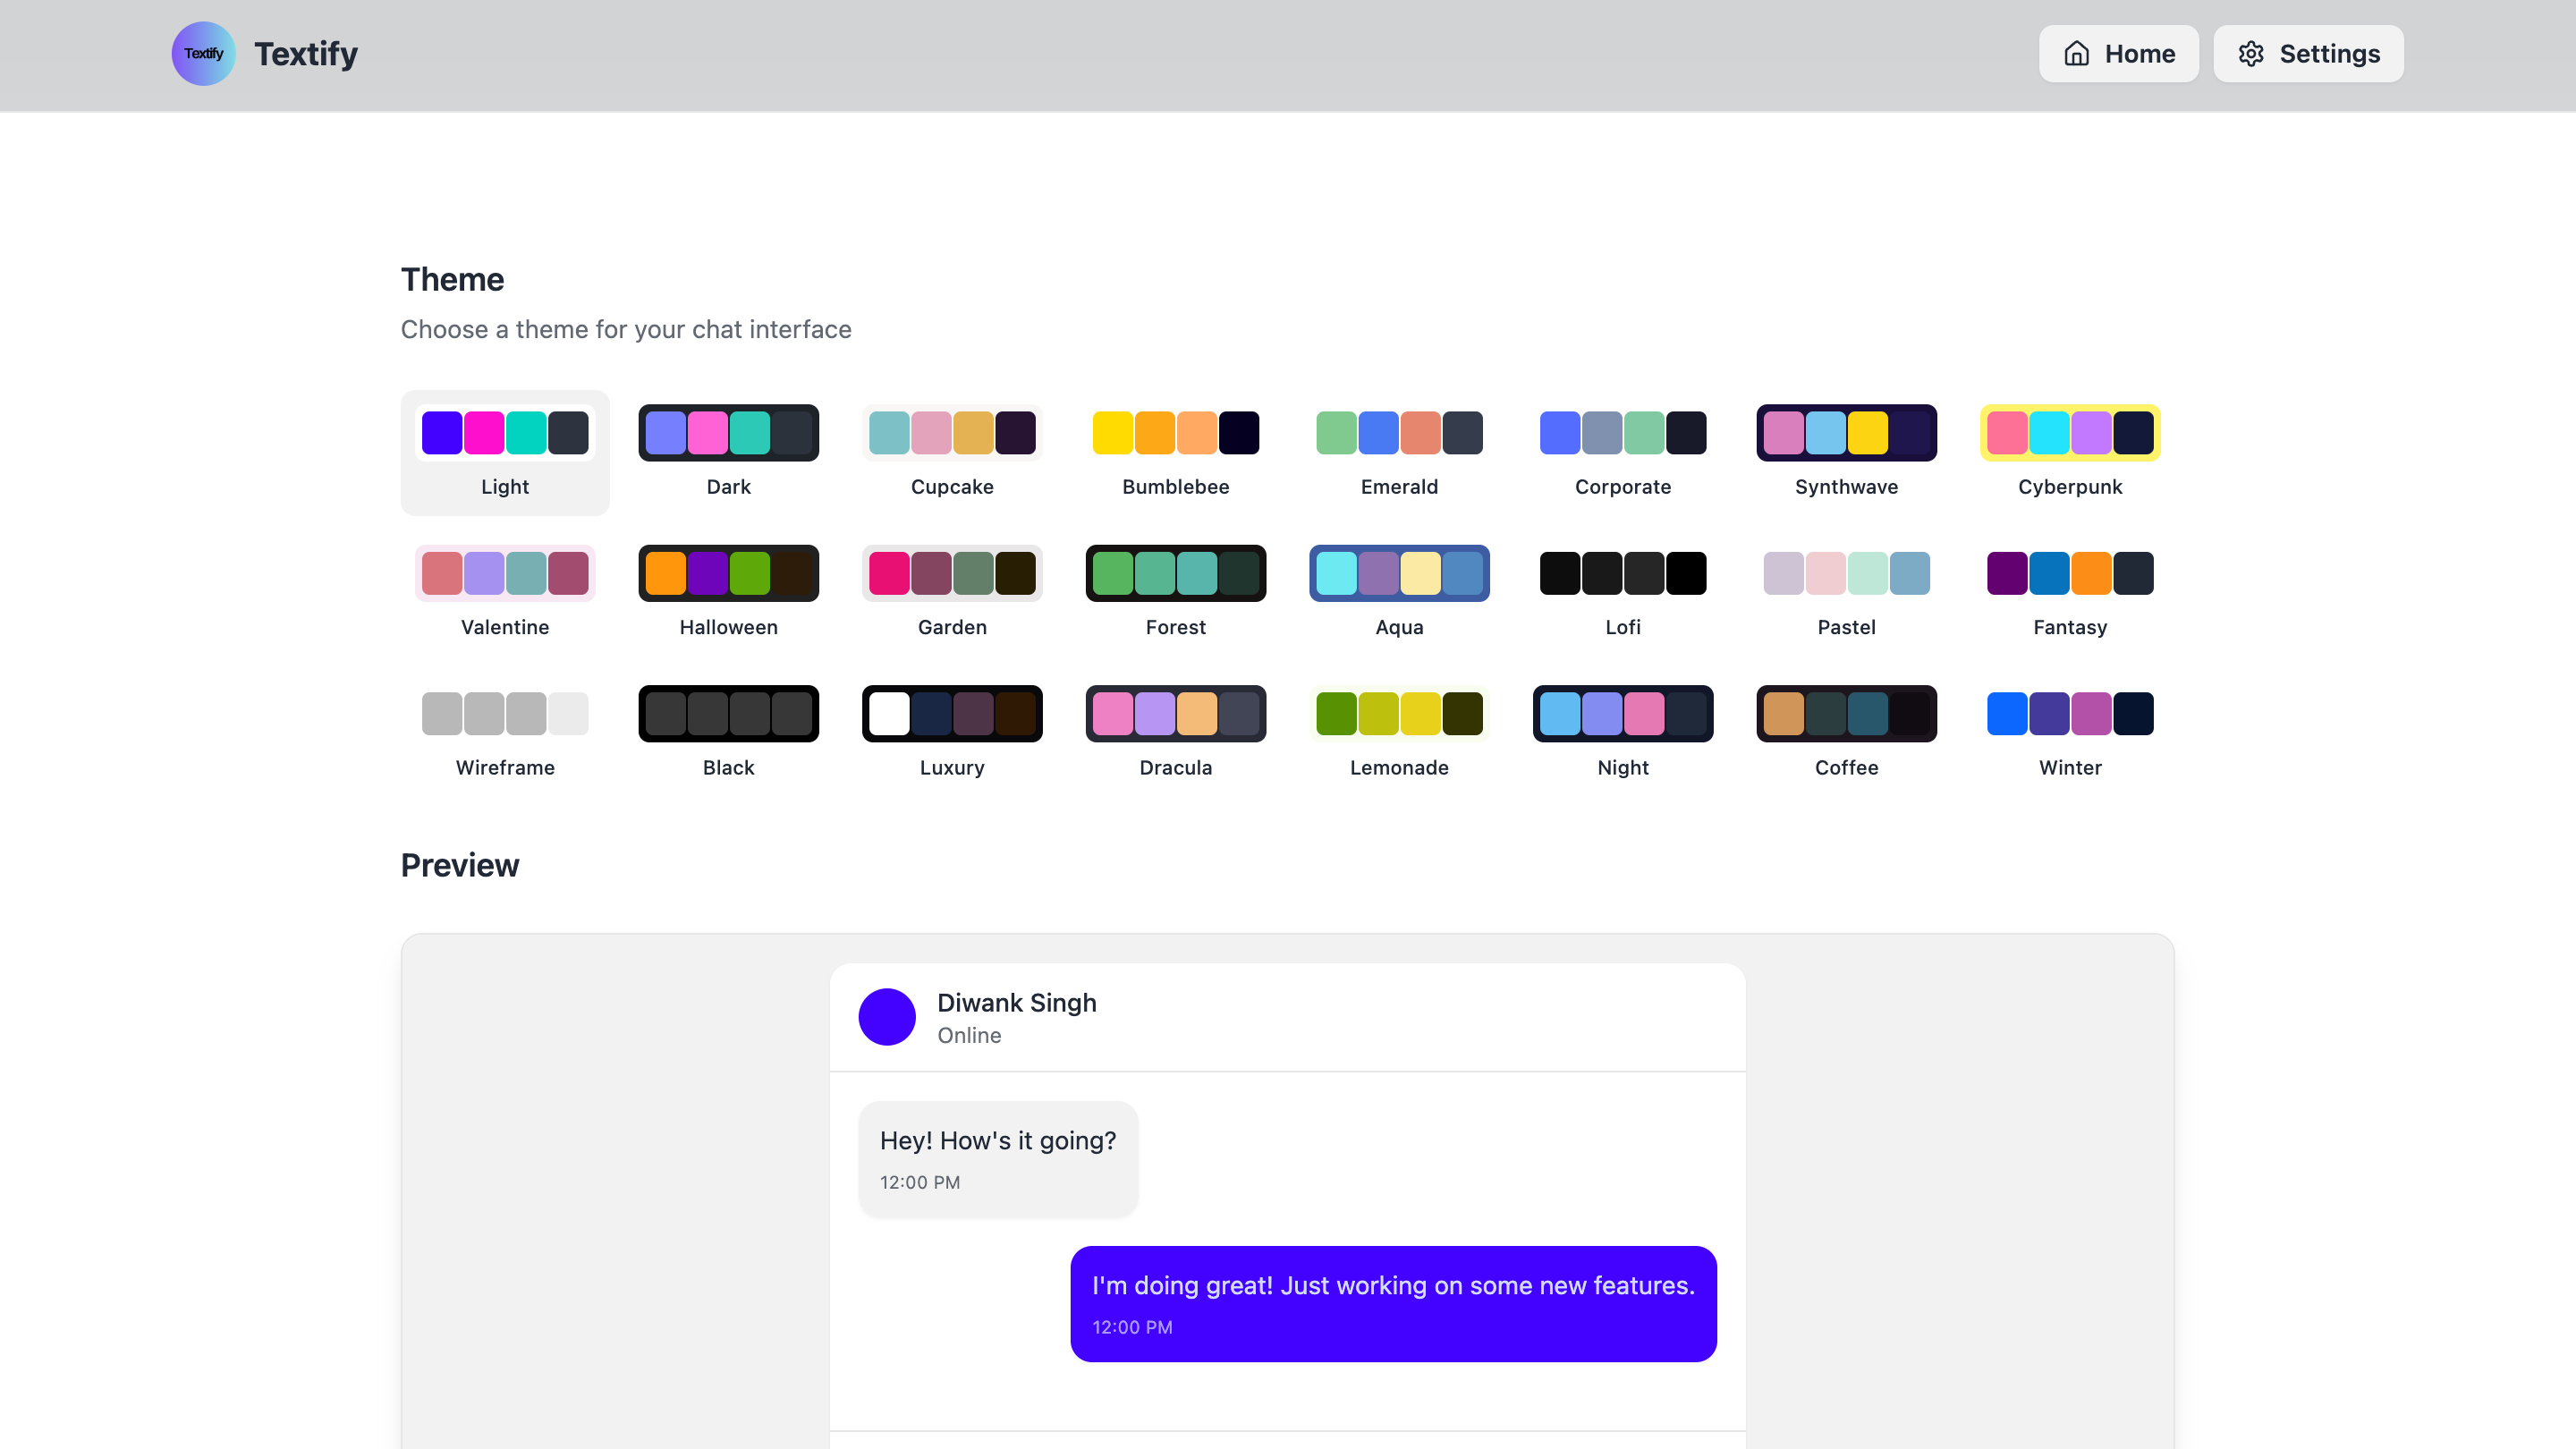 Textify
Textify
Home
Settings
Theme
Choose a theme for your chat interface
Light
Dark
Cupcake
Bumblebee
Emerald
Corporate
Synthwave
Cyberpunk
Valentine
Halloween
Garden
Forest
Aqua
Lofi
Pastel
Fantasy
Wireframe
Black
Luxury
Dracula
Lemonade
Night
Coffee
Winter
Preview
Diwank Singh
Online
Hey! How's it going?
12:00 PM
I'm doing great! Just working on some new features.
12:00 PM